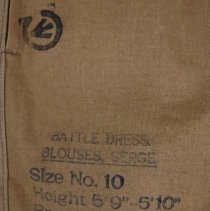 BATTLE DRESS
BLOUSES, SERGE
Size No. 10
Height 5'9"-5'10"